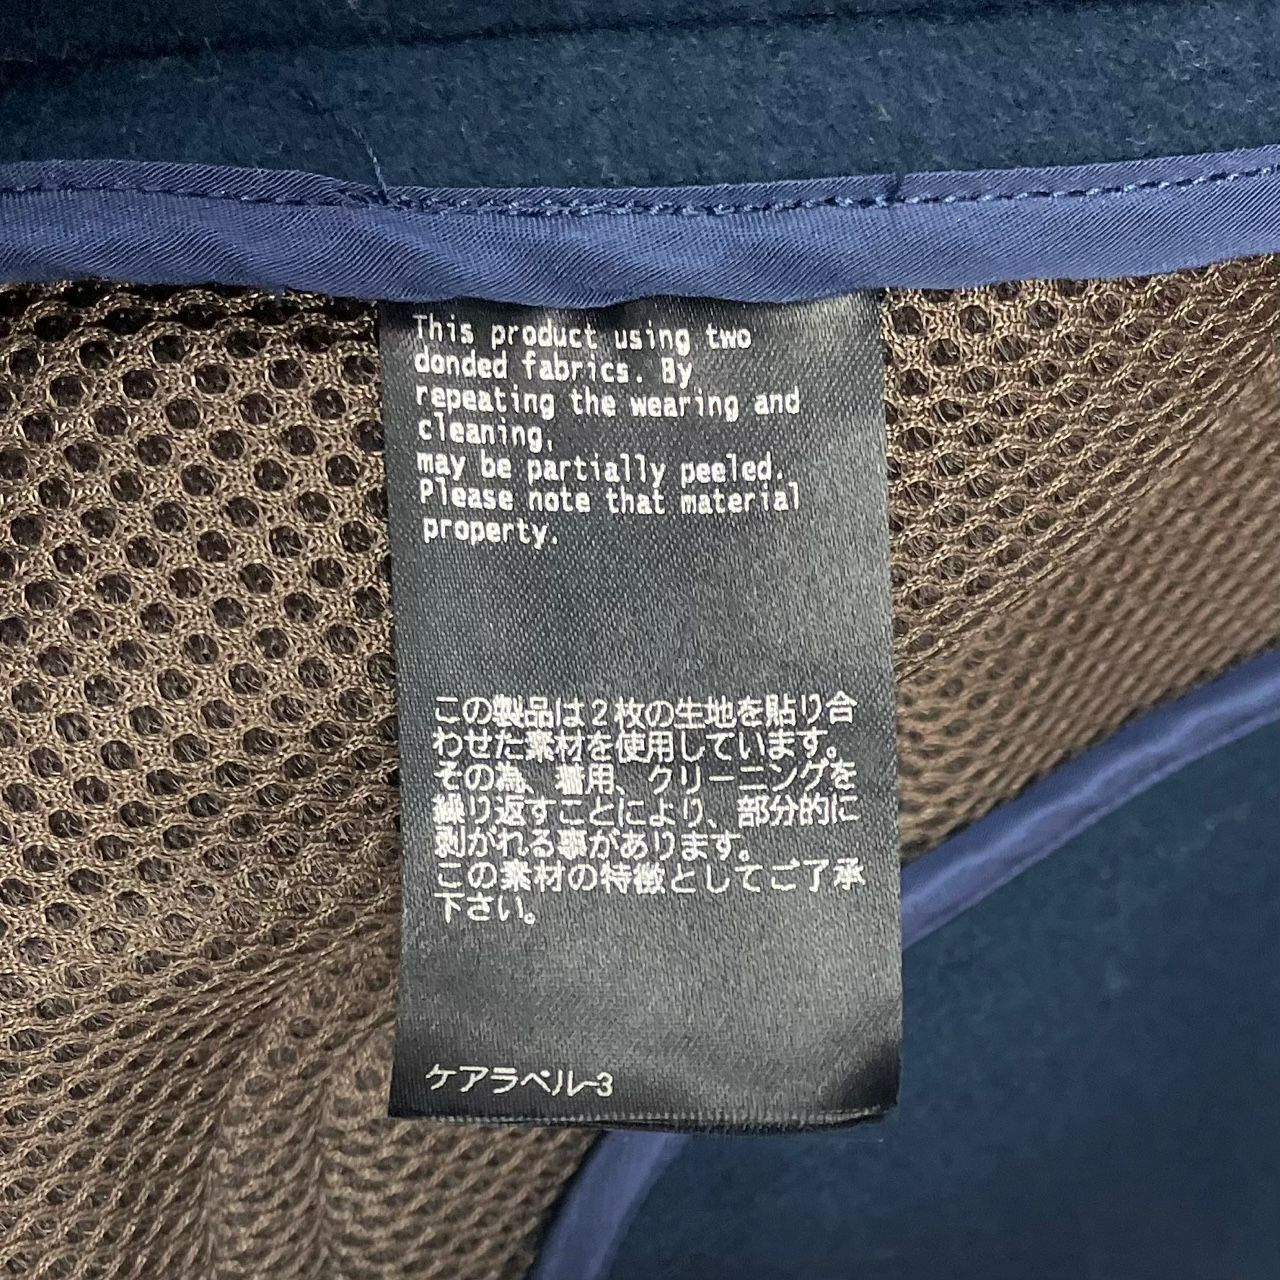 This product using two
donded fabrics. By
repeating the wearing and
cleaning,
may be partially peeled.
Please note that material
property.
この製品は2枚の生地を貼り合
わせた素材を使用しています。
その為、着用、クリーニングを
繰り返すことにより、部分的に
剥がれる事があります。
この素材の特徴としてご了承
下さい。
ケアラベル-3